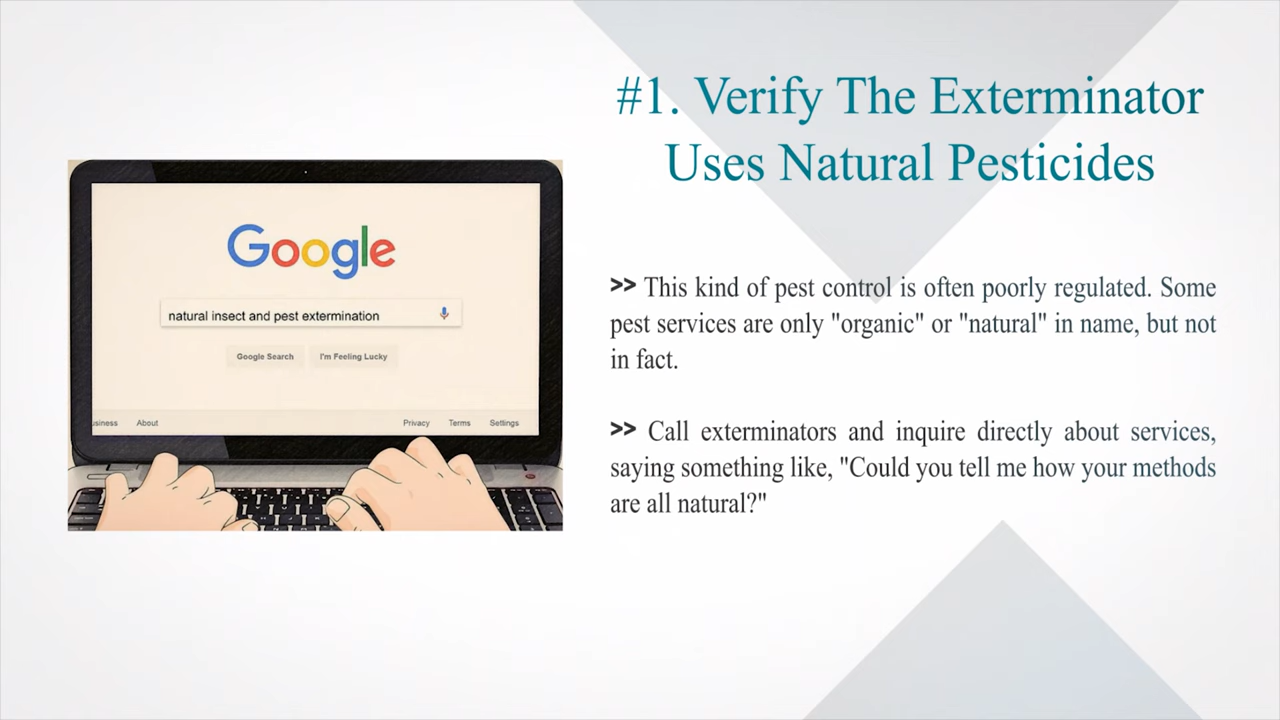 #1. Verify The Exterminator
Uses Natural Pesticides
Google
natural insect and pest extermination
Google Search
I'm Feeling Lucky
usiness
About
Privacy
Terms
Settings
>> This kind of pest control is often poorly regulated. Some
pest services are only "organic" or "natural" in name, but not
in fact.
>> Call exterminators and inquire directly about services,
saying something like, "Could you tell me how your methods
are all natural?"